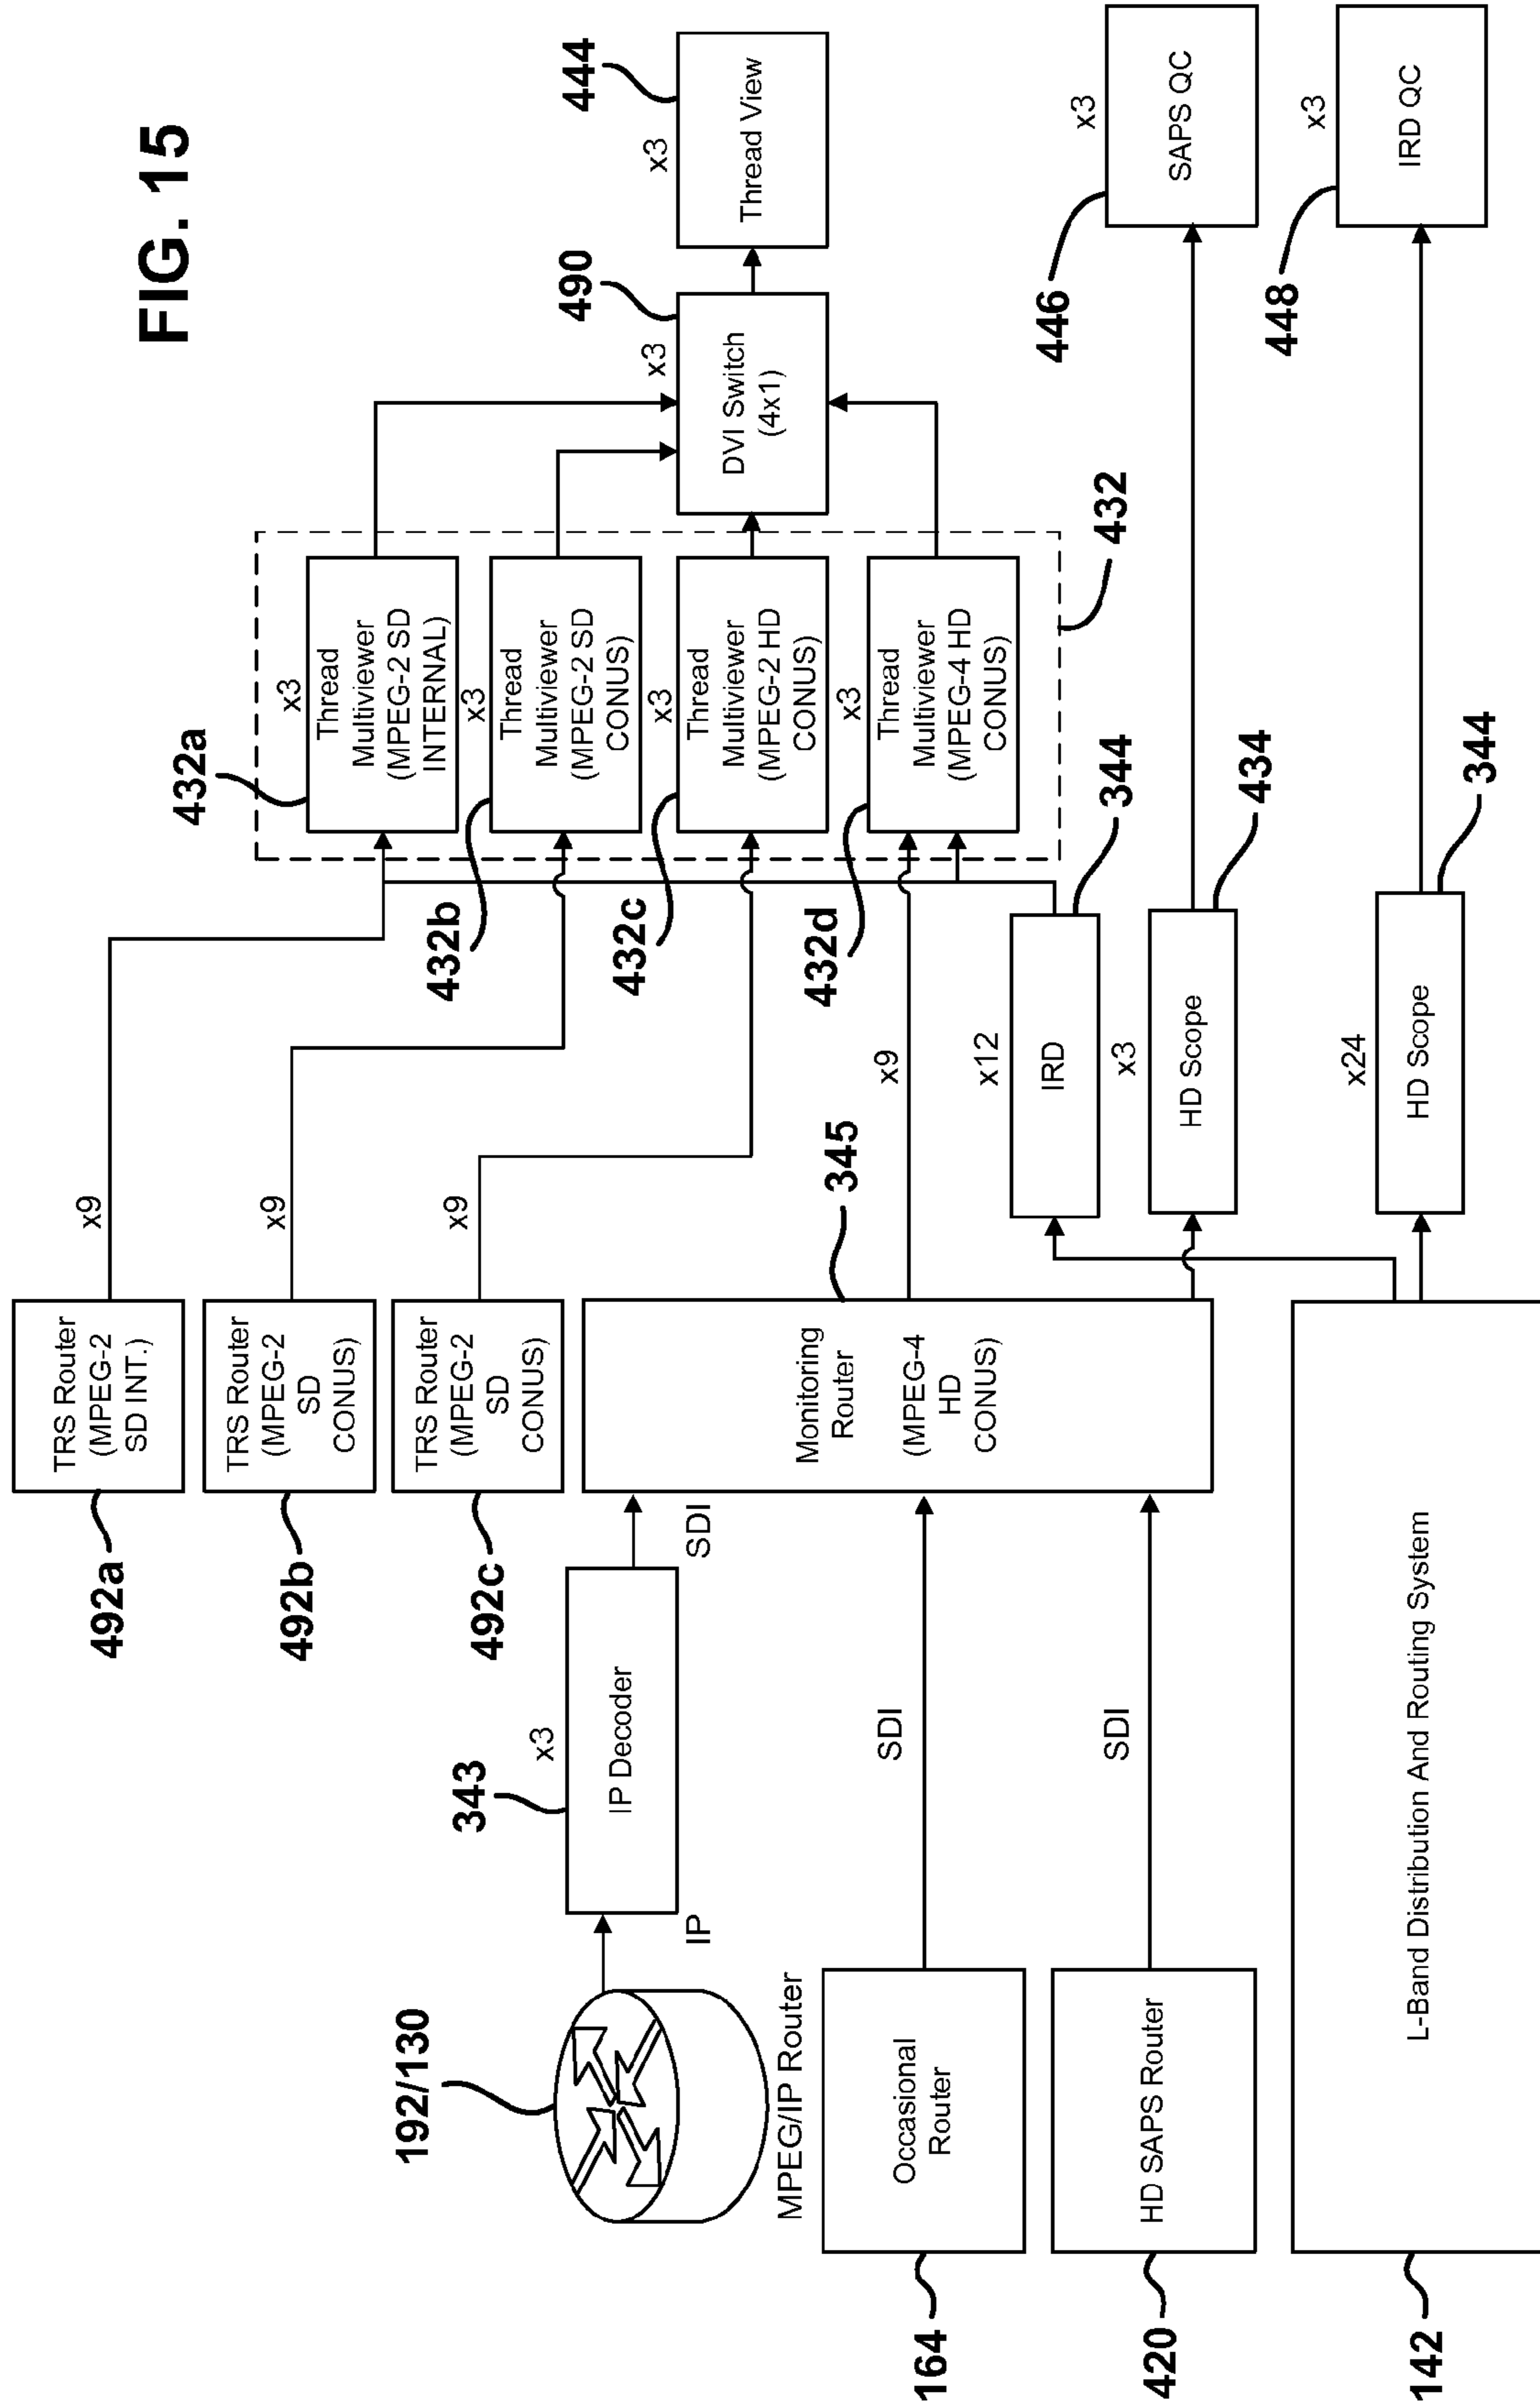 FIG. 15
492a
TRS Router
(MPEG-2
SD INT.)
x9
492b
TRS Router
(MPEG-2
SD
CONUS)
x9
492c
TRS Router
(MPEG-2
SD
CONUS)
x9
192/130
MPEG/IP Router
IP
343
x3
IP Decoder
SDI
345
Monitoring
Router
(MPEG-4
HD
CONUS)
x9
164
Occasional
Router
SDI
420
HD SAPS Router
SDI
142
L-Band Distribution And Routing System
432a
x3
Thread
Multiviewer
(MPEG-2 SD
INTERNAL)
432b
x3
Thread
Multiviewer
(MPEG-2 SD
CONUS)
432c
x3
Thread
Multiviewer
(MPEG-2 HD
CONUS)
432d
x3
Thread
Multiviewer
(MPEG-4 HD
CONUS)
432
490
x3
DVI Switch
(4x1)
444
x3
Thread View
x12
IRD
344
x3
HD Scope
434
446
x3
SAPS QC
x24
HD Scope
344
448
x3
IRD QC